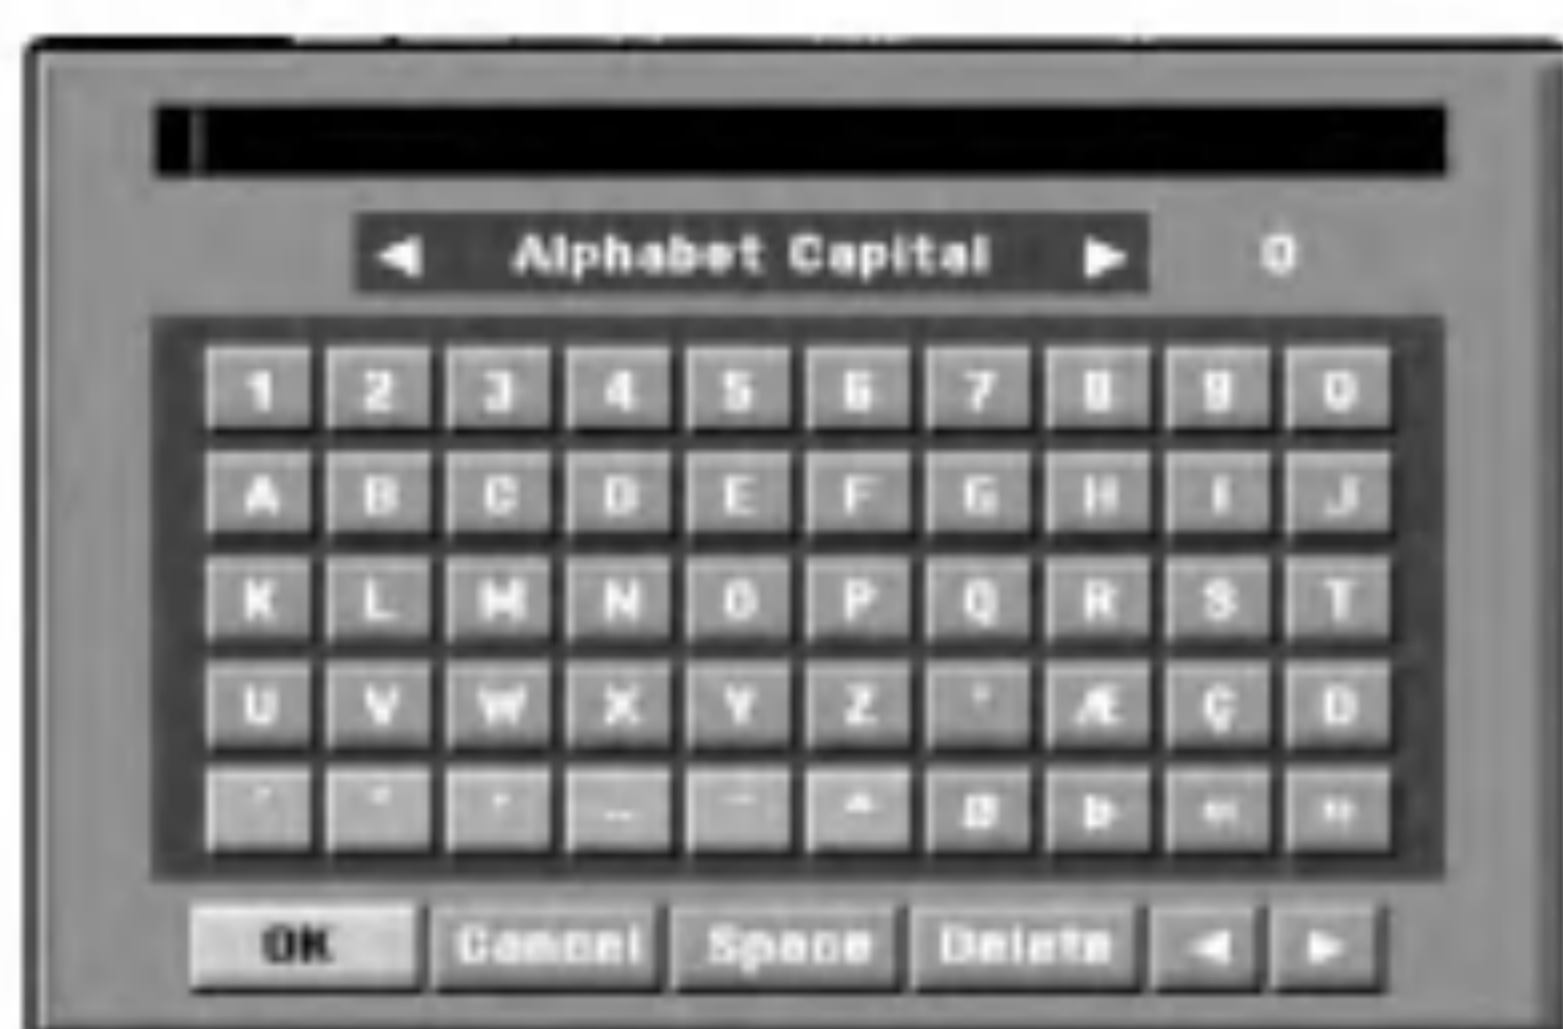 ◀ Alphabet Capital ▶ 0
1 2 3 4 5 6 7 8 9 0
A B C D E F G H I J
K L M N O P Q R S T
U V W X Y Z Æ Ç
OK Cancel Space Delete ◀ ▶